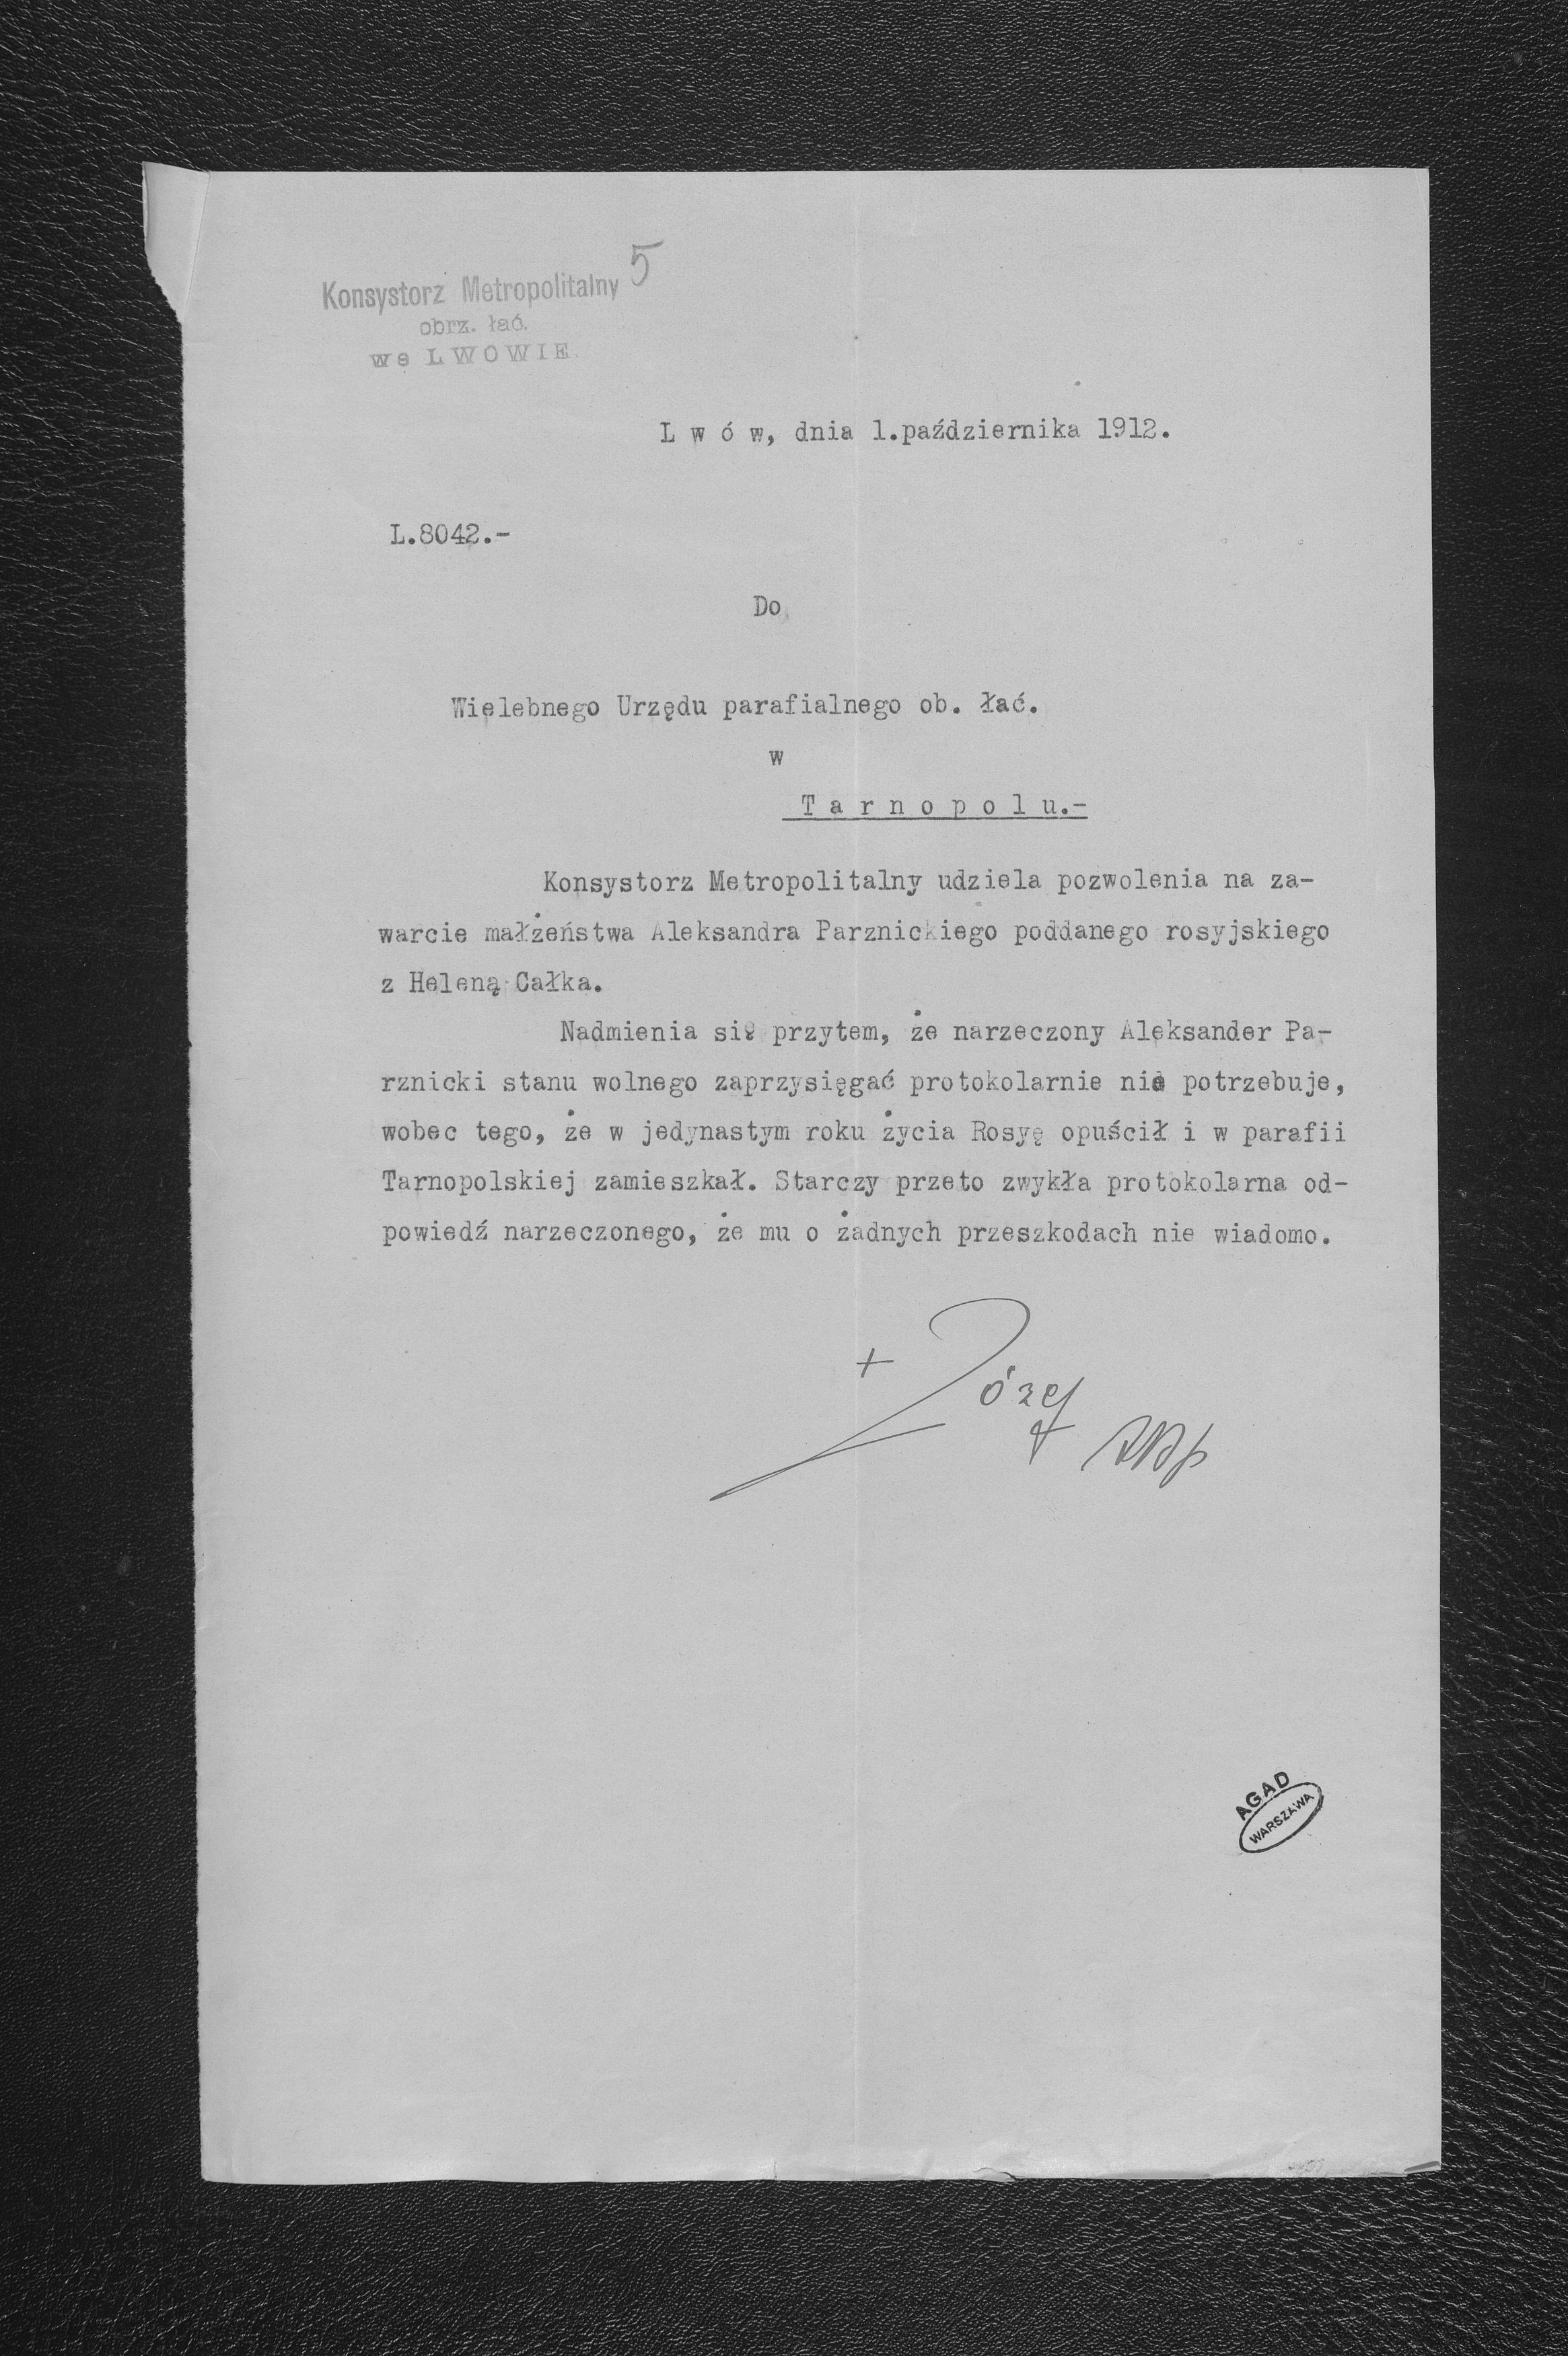 5
Konsystorz Metropolitalny
obrz. łać.
we LWOWIE.
L w ó w, dnia 1.października 1912.
L.8042.-
Do
Wielebnego Urzędu parafialnego ob. łać.
w
T a r n o p o l u.-
Konsystorz Metropolitalny udziela pozwolenia na za-
warcie małżeństwa Aleksandra Parznickiego poddanego rosyjskiego
z Heleną Całka.
Nadmienia się przytem, że narzeczony Aleksander Pa-
rznicki stanu wolnego zaprzysięgać protokolarnie nie potrzebuje,
wobec tego, że w jedynastym roku życia Rosyę opuścił i w parafii
Tarnopolskiej zamieszkał. Starczy przeto zwykła protokolarna od-
powiedź narzeczonego, że mu o żadnych przeszkodach nie wiadomo.
+ Józef
AGAD
WARSZAWA